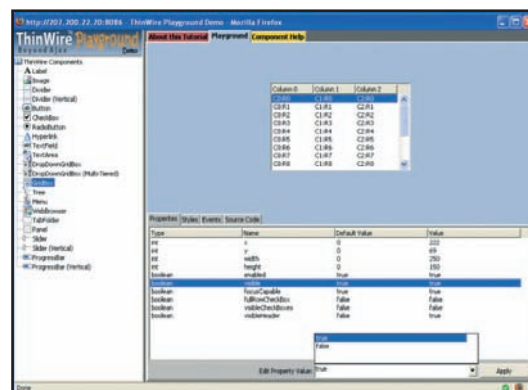 http://207.200.22.70:8086 - ThinWire Playground Demo - Mozilla Firefox
ThinWire Playground
Beyond Ajax Demo
About this Tutorial Playground Component Help
ThinWire Components
Label
Image
Divider
Divider (Vertical)
Button
CheckBox
RadioButton
Hyperlink
TextField
TextArea
DropDownGridBox
DropDownGridBox (Multi-Tiered)
GridBox
Tree
Menu
WebBrowser
TabFolder
Panel
Slider
Slider (Vertical)
ProgressBar
ProgressBar (Vertical)
Column 0 Column 1 Column 2
C0:R0 C1:R0 C2:R0
C0:R1 C1:R1 C2:R1
C0:R2 C1:R2 C2:R2
C0:R3 C1:R3 C2:R3
C0:R4 C1:R4 C2:R4
C0:R5 C1:R5 C2:R5
C0:R6 C1:R6 C2:R6
C0:R7 C1:R7 C2:R7
C0:R8 C1:R8 C2:R8
Properties Styles Events Source Code
Type Name Default Value Value
int x 0 222
int y 0 69
int width 0 250
int height 0 150
boolean enabled true true
boolean visible true true
boolean focusCapable true true
boolean fullRowCheckBox false false
boolean visibleCheckBoxes false false
boolean visibleHeader false true
true
false
Edit Property Value: true Apply
Done